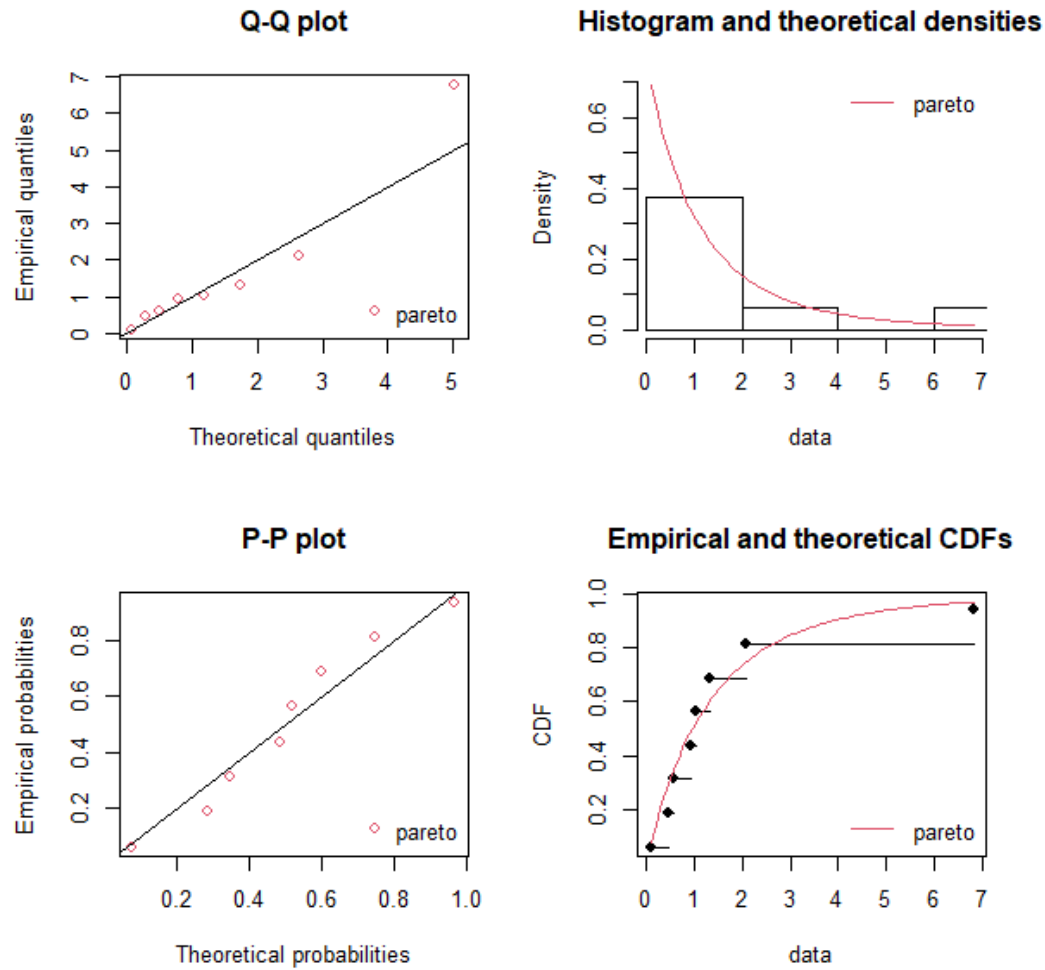 Q-Q plot
Empirical quantiles
0 1 2 3 4 5 6 7
pareto
0 1 2 3 4 5
Theoretical quantiles
Histogram and theoretical densities
Density
0.0 0.2 0.4 0.6
pareto
0 1 2 3 4 5 6 7
data
P-P plot
Empirical probabilities
0.2 0.4 0.6 0.8
pareto
0.2 0.4 0.6 0.8 1.0
Theoretical probabilities
Empirical and theoretical CDFs
CDF
0.2 0.4 0.6 0.8 1.0
pareto
0 1 2 3 4 5 6 7
data